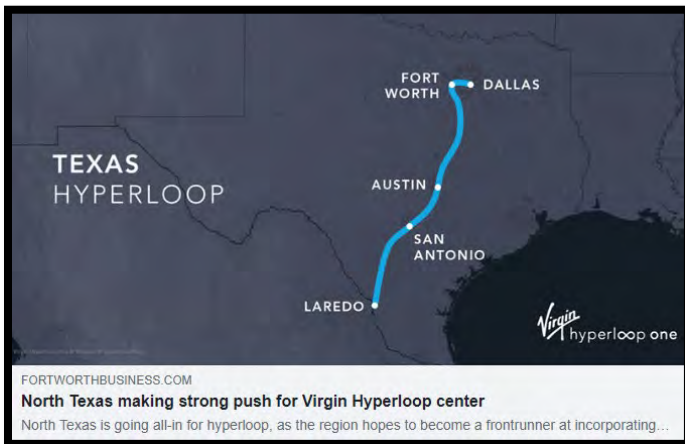 FORT
WORTH
DALLAS
TEXAS
HYPERLOOP
AUSTIN
SAN
ANTONIO
LAREDO
Virgin
hyperloop one
FORTWORTHBUSINESS.COM
North Texas making strong push for Virgin Hyperloop center
North Texas is going all-in for hyperloop, as the region hopes to become a frontrunner at incorporating...